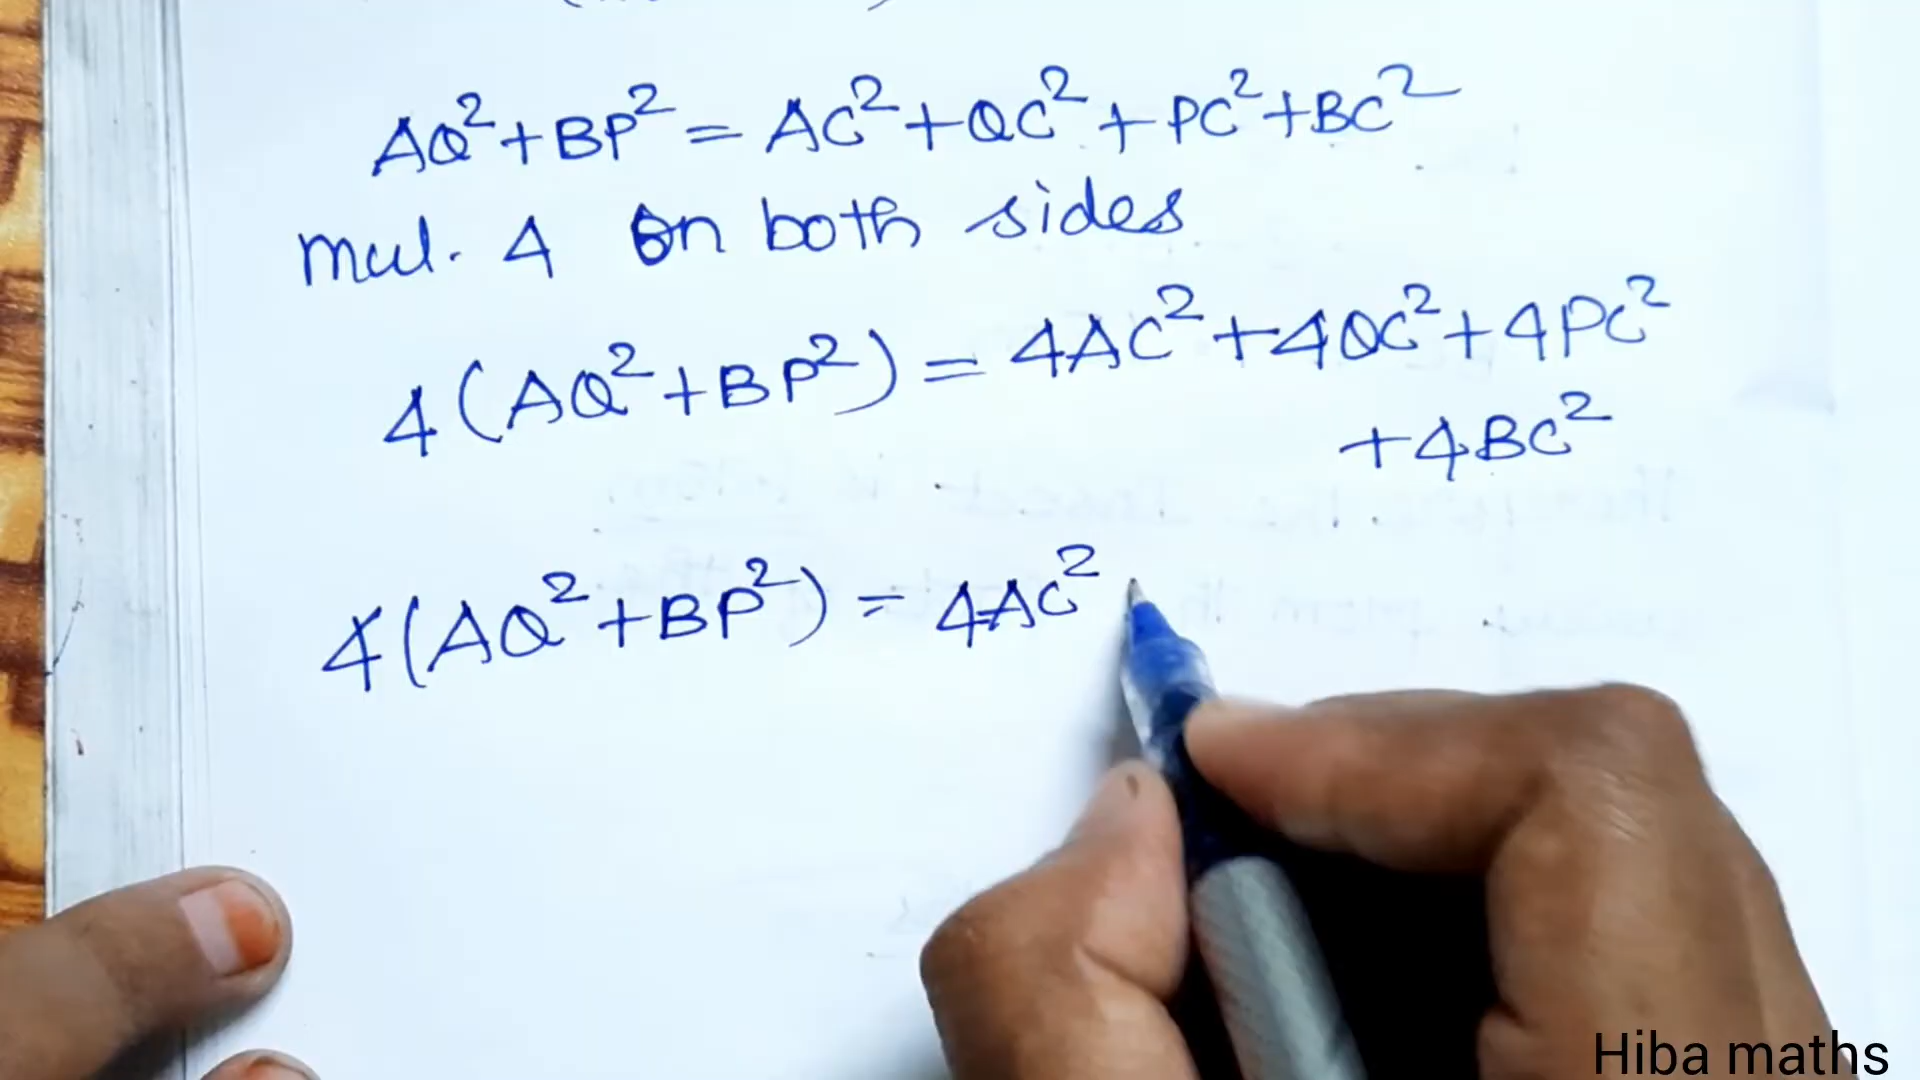 AQ²+BP² = AC²+QC²+PC²+BC²
mul. 4 on both sides
4(AQ²+BP²) = 4AC²+4QC²+4PC²
+4BC²
4(AQ²+BP²) = 4AC²
Hiba maths